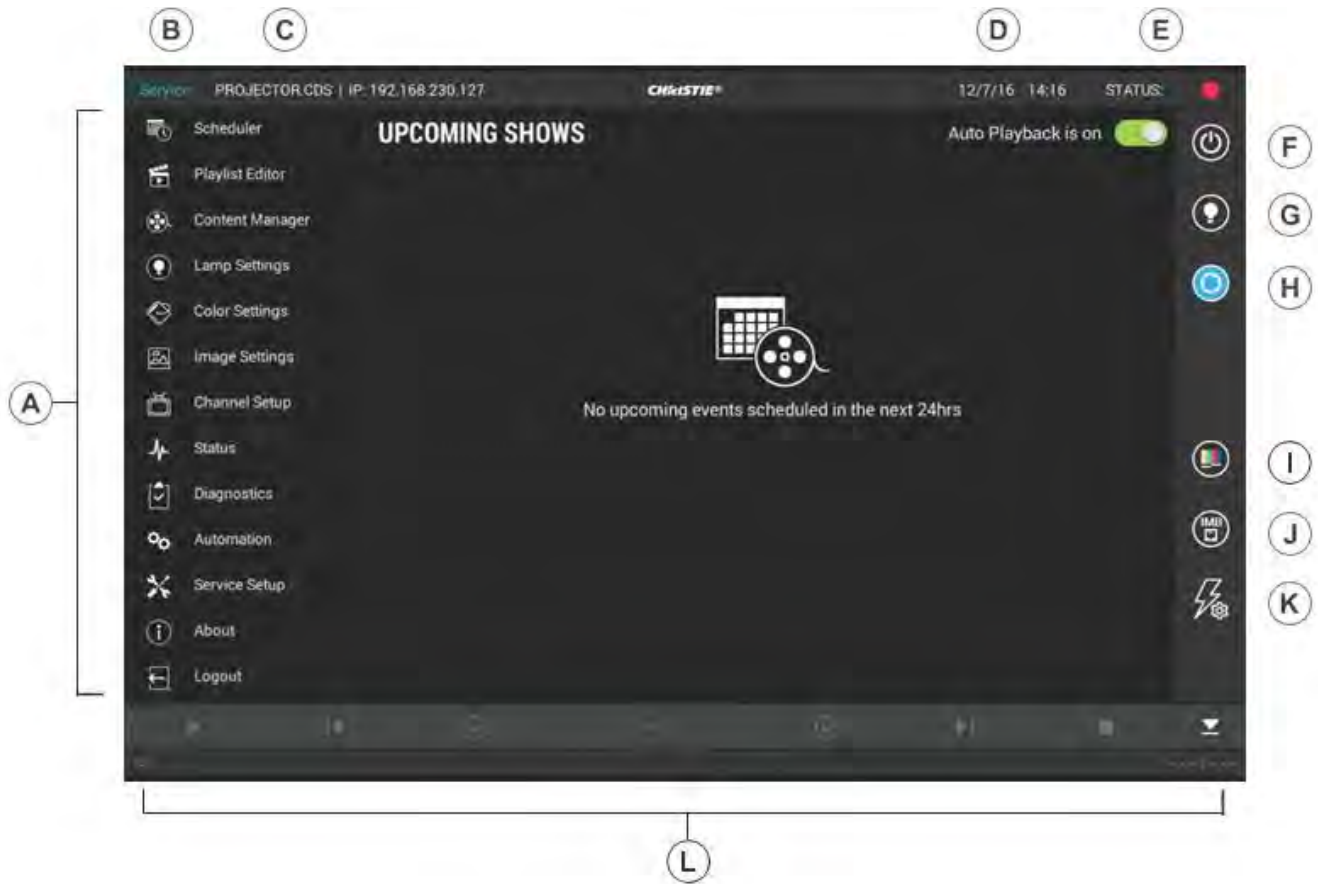 B C D E
Service PROJECTOR.CDS | IP: 192.168.230.127 CHRISTIE® 12/7/16 14:16 STATUS:
Scheduler UPCOMING SHOWS Auto Playback is on
F
Playlist Editor
Content Manager
G
Lamp Settings
H
Color Settings
Image Settings
A
Channel Setup
No upcoming events scheduled in the next 24hrs
Status
I
Diagnostics
IMB
J
Automation
Service Setup
K
About
Logout
L